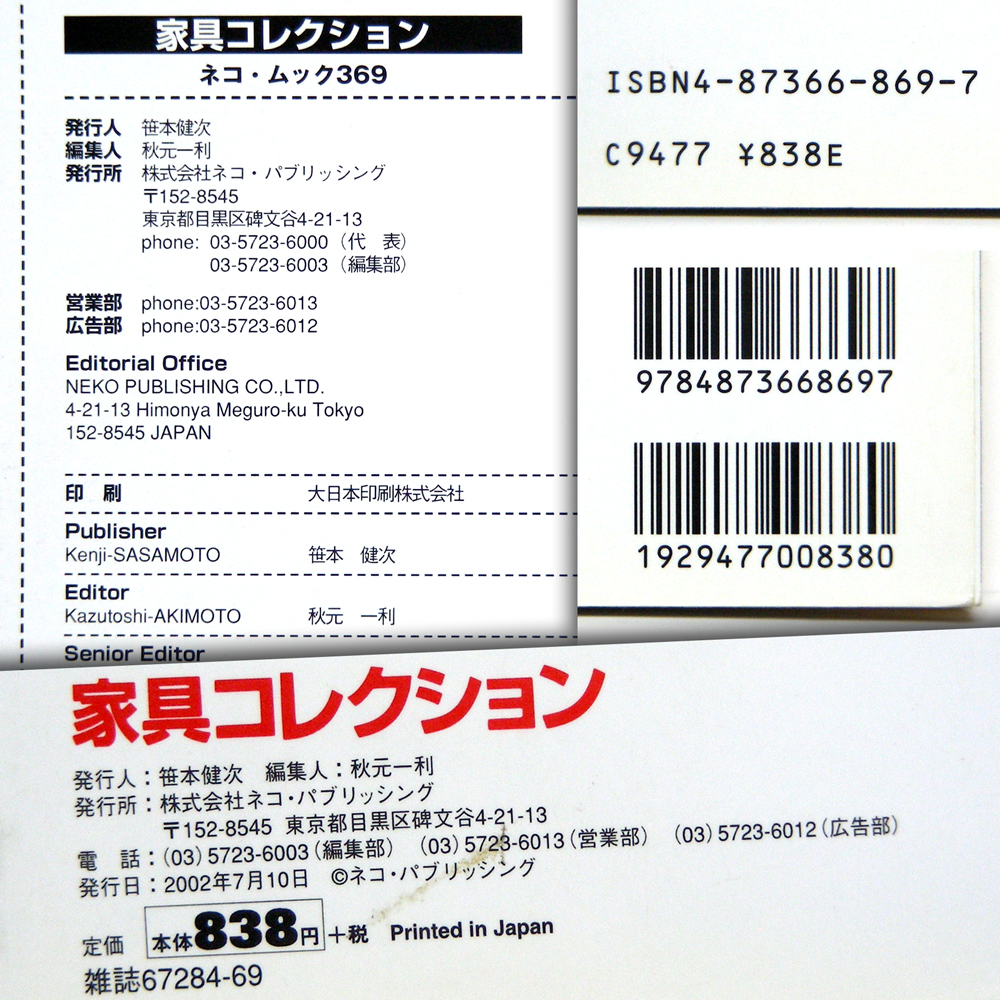 家具コレクション
ネコ・ムック369
発行人 笹本健次
編集人 秋元一利
発行所 株式会社ネコ・パブリッシング
〒152-8545
東京都目黒区碑文谷4-21-13
phone: 03-5723-6000（代　表）
03-5723-6003（編集部）
営業部 phone:03-5723-6013
広告部 phone:03-5723-6012
Editorial Office
NEKO PUBLISHING CO.,LTD.
4-21-13 Himonya Meguro-ku Tokyo
152-8545 JAPAN
印　刷 大日本印刷株式会社
Publisher
Kenji-SASAMOTO 笹本　健次
Editor
Kazutoshi-AKIMOTO 秋元　一利
Senior Editor
ISBN4-87366-869-7
C9477 ¥838E
9784873668697
1929477008380
家具コレクション
発行人：笹本健次　編集人：秋元一利
発行所：株式会社ネコ・パブリッシング
〒152-8545 東京都目黒区碑文谷4-21-13
電　話：（03）5723-6003（編集部）　（03）5723-6013（営業部）　（03）5723-6012（広告部）
発行日：2002年7月10日　©ネコ・パブリッシング
定価 本体838円＋税 Printed in Japan
雑誌67284-69